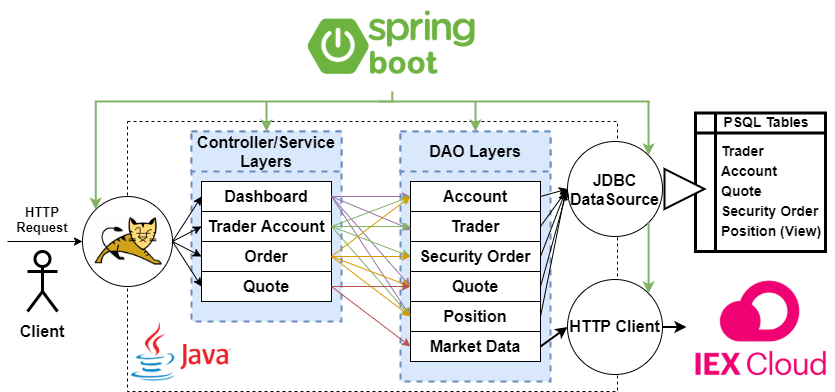 spring
boot
Controller/Service
Layers
Dashboard
Trader Account
Order
Quote
DAO Layers
Account
Trader
Security Order
Quote
Position
Market Data
JDBC
DataSource
PSQL Tables
Trader
Account
Quote
Security Order
Position (View)
HTTP
Request
Client
Java
HTTP Client
IEX Cloud